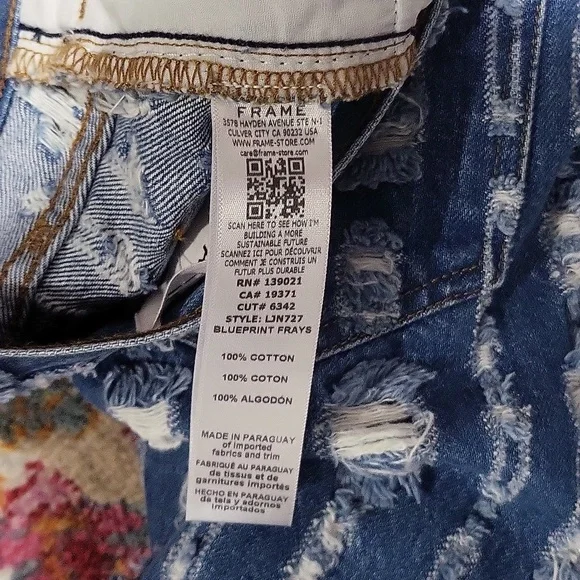 FRAME
3578 HAYDEN AVENUE STE N-1
CULVER CITY CA 90232 USA
WWW.FRAME-STORE.COM
care@frame-store.com
SCAN HERE TO SEE HOW I'M
BUILDING A MORE
SUSTAINABLE FUTURE
SCANNEZ ICI POUR DÉCOUVRIR
COMMENT JE CONSTRUIS UN
FUTUR PLUS DURABLE
RN# 139021
CA# 19371
CUT# 6342
STYLE: LJN727
BLUEPRINT FRAYS
100% COTTON
100% COTON
100% ALGODÓN
MADE IN PARAGUAY
of imported
fabrics and trim
FABRIQUÉ AU PARAGUAY
de tissus et de
garnitures importés
HECHO EN PARAGUAY
de tela y adornos
importados